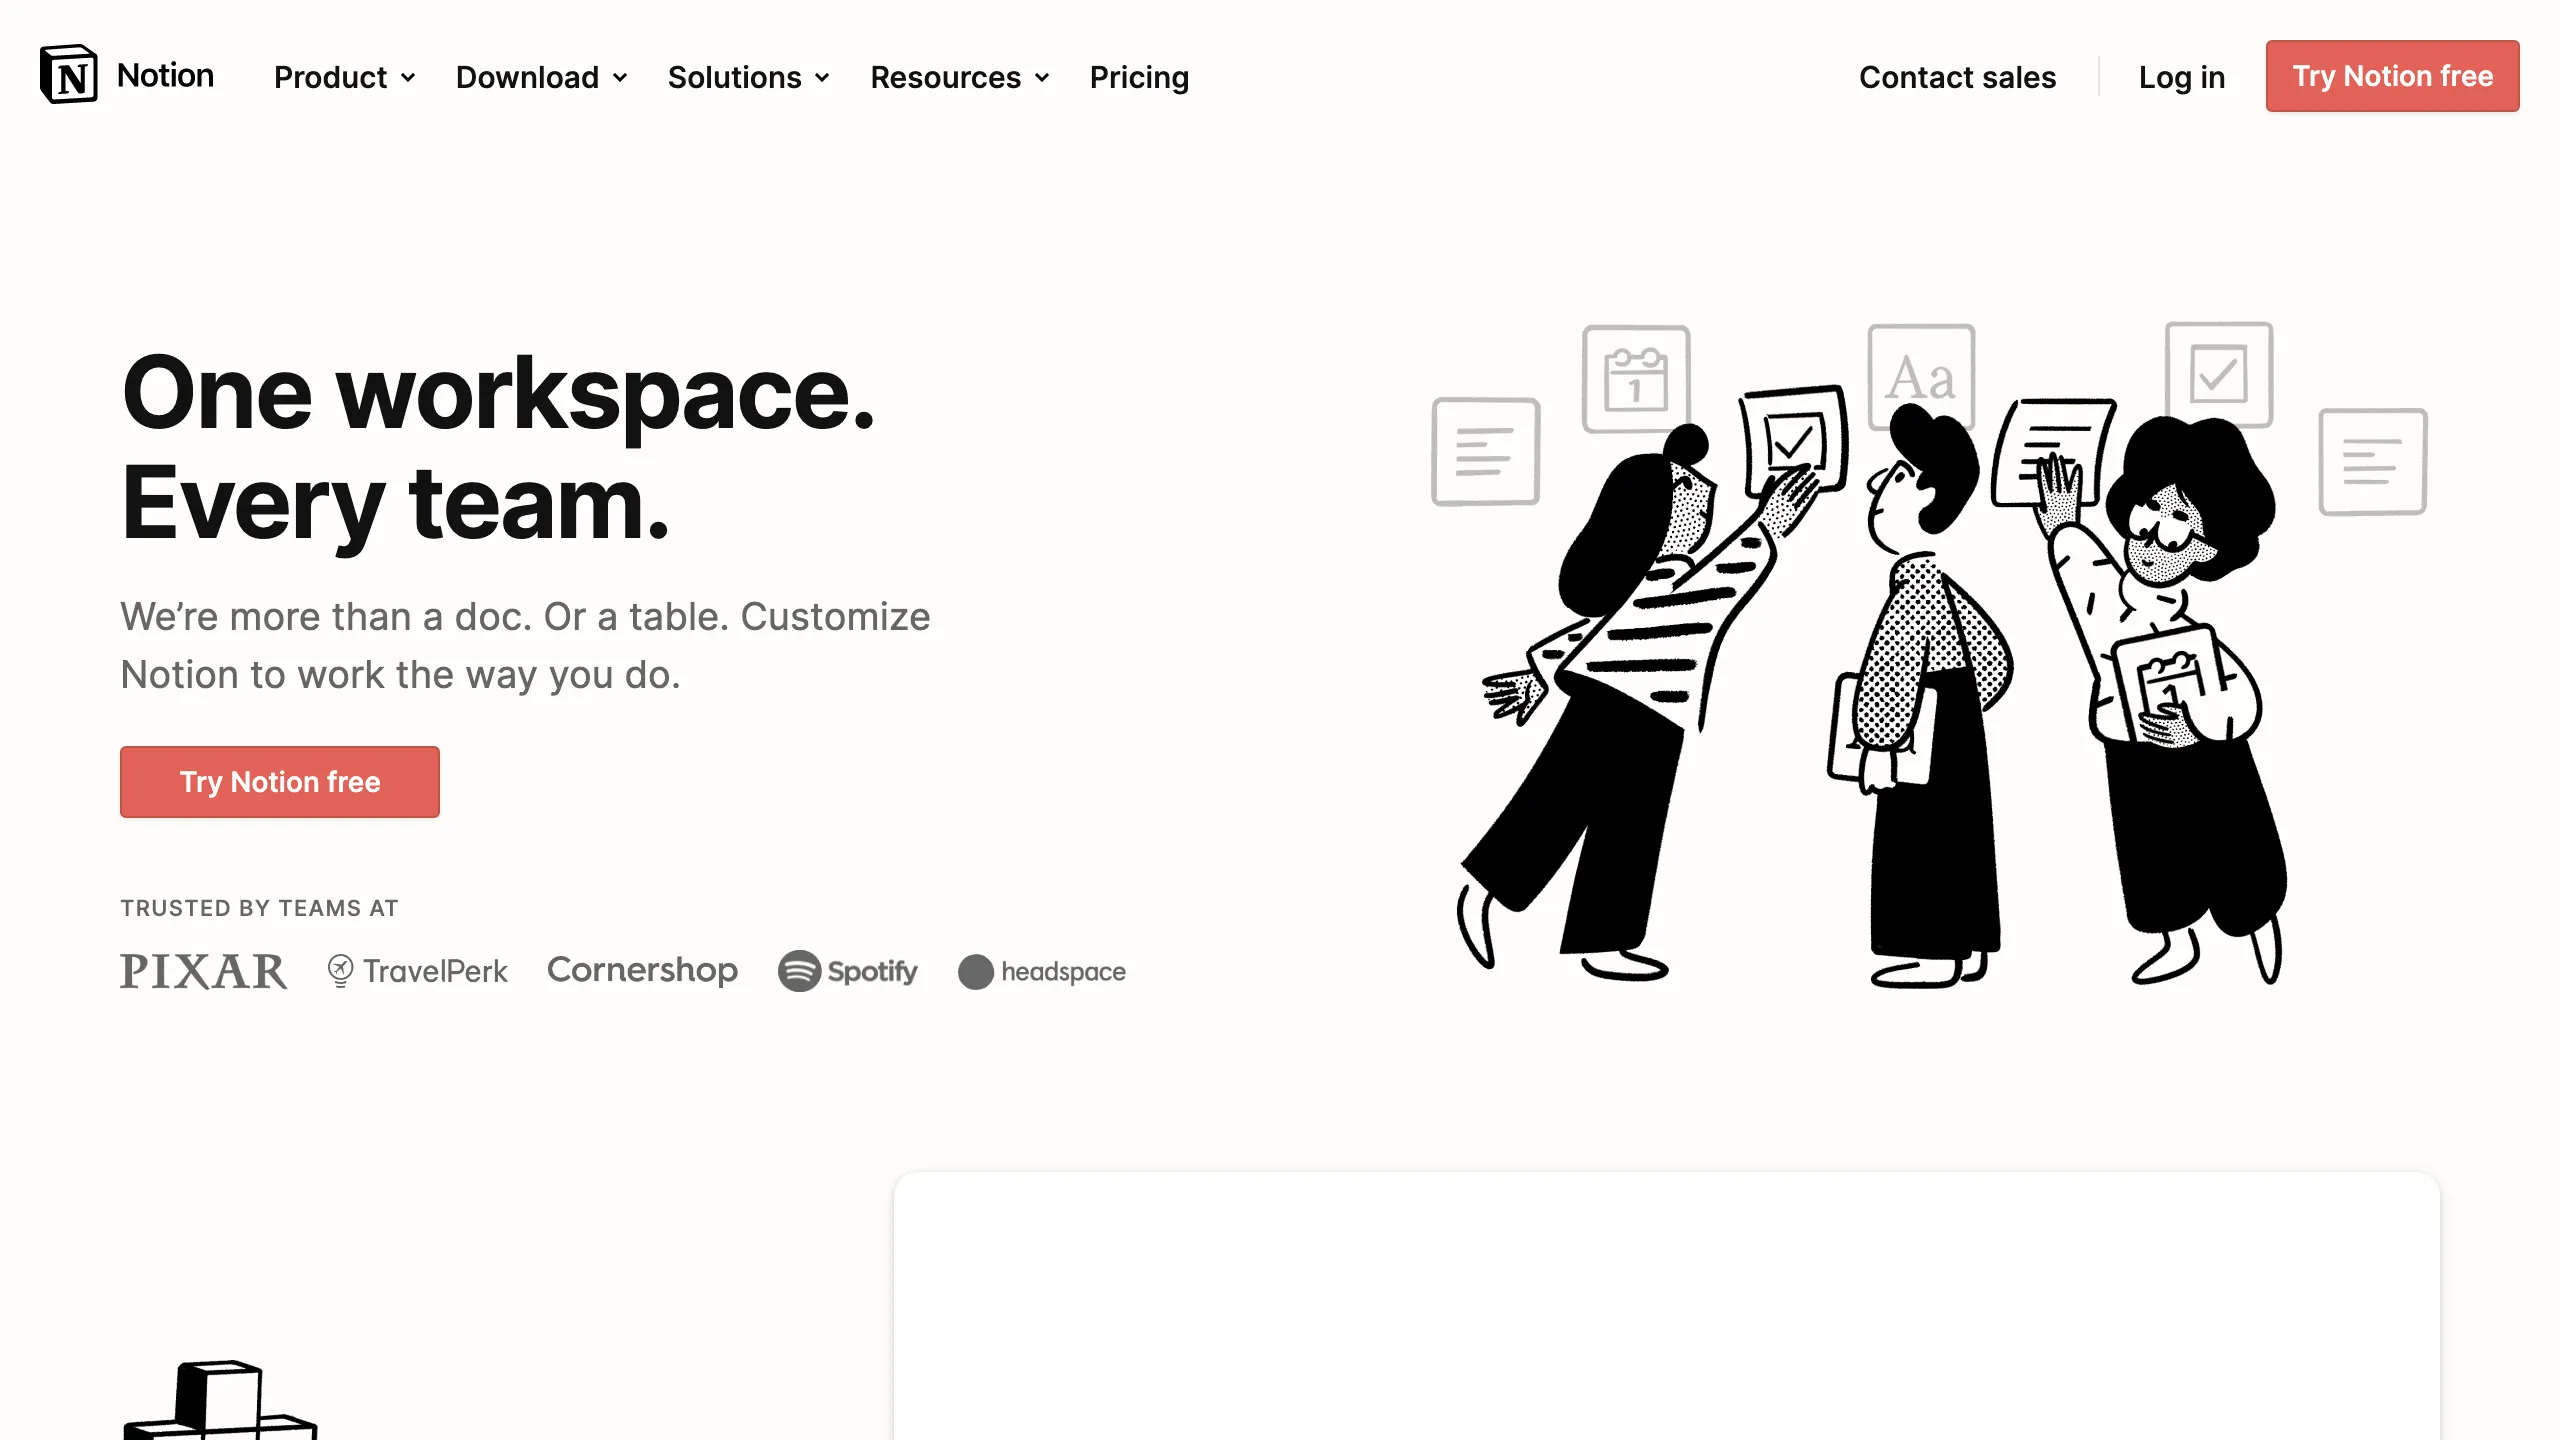 N Notion Product Download Solutions Resources Pricing Contact sales Log in Try Notion free
1 Aa
One workspace.
Every team.
We’re more than a doc. Or a table. Customize
Notion to work the way you do.
1
Try Notion free
TRUSTED BY TEAMS AT
PIXAR TravelPerk Cornershop Spotify headspace